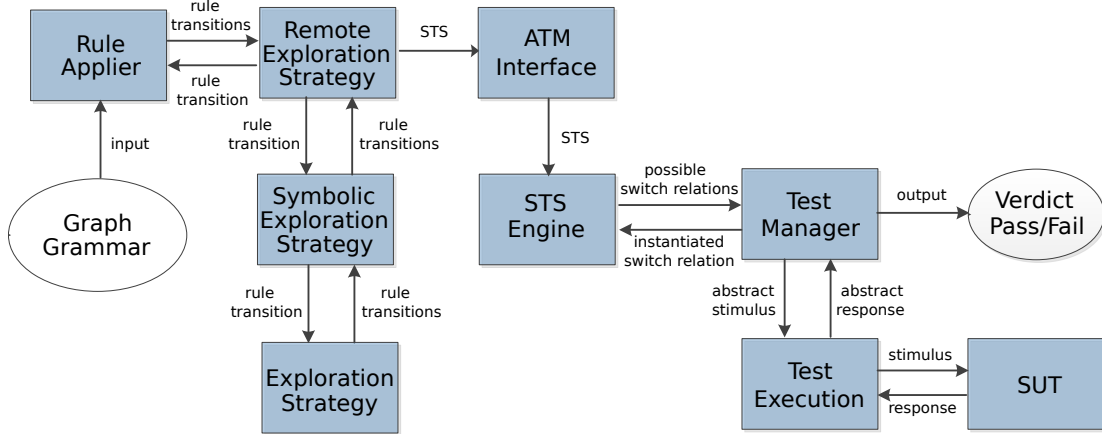 Rule
Applier
rule
transitions
rule
transition
Remote
Exploration
Strategy
STS
ATM
Interface
input
rule
transition
rule
transitions
STS
Graph
Grammar
Symbolic
Exploration
Strategy
STS
Engine
possible
switch relations
instantiated
switch relation
Test
Manager
output
Verdict
Pass/Fail
rule
transition
rule
transitions
abstract
stimulus
abstract
response
Exploration
Strategy
Test
Execution
stimulus
response
SUT